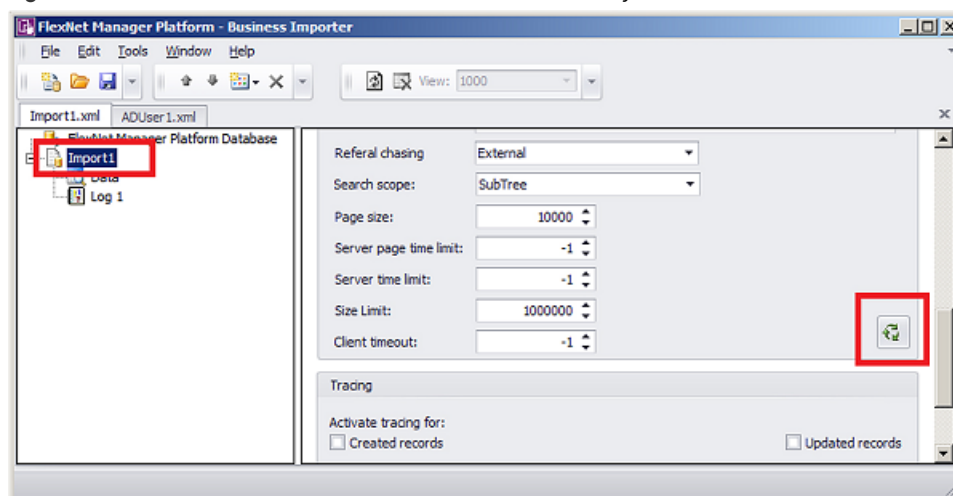 FlexNet Manager Platform - Business Importer
File Edit Tools Window Help
View: 1000
Import1.xml ADUser1.xml
FlexNet Manager Platform Database
Import1
Data
Log 1
Referal chasing External
Search scope: SubTree
Page size: 10000
Server page time limit: -1
Server time limit: -1
Size Limit: 1000000
Client timeout: -1
Tracing
Activate tracing for:
Created records Updated records